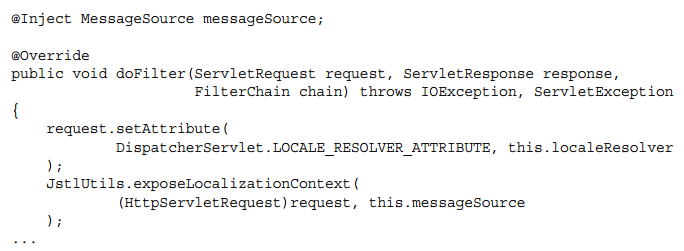 @Inject MessageSource messageSource;
@Override
public void doFilter(ServletRequest request, ServletResponse response,
FilterChain chain) throws IOException, ServletException
{
request.setAttribute(
DispatcherServlet.LOCALE_RESOLVER_ATTRIBUTE, this.localeResolver
);
JstlUtils.exposeLocalizationContext(
(HttpServletRequest)request, this.messageSource
);
...